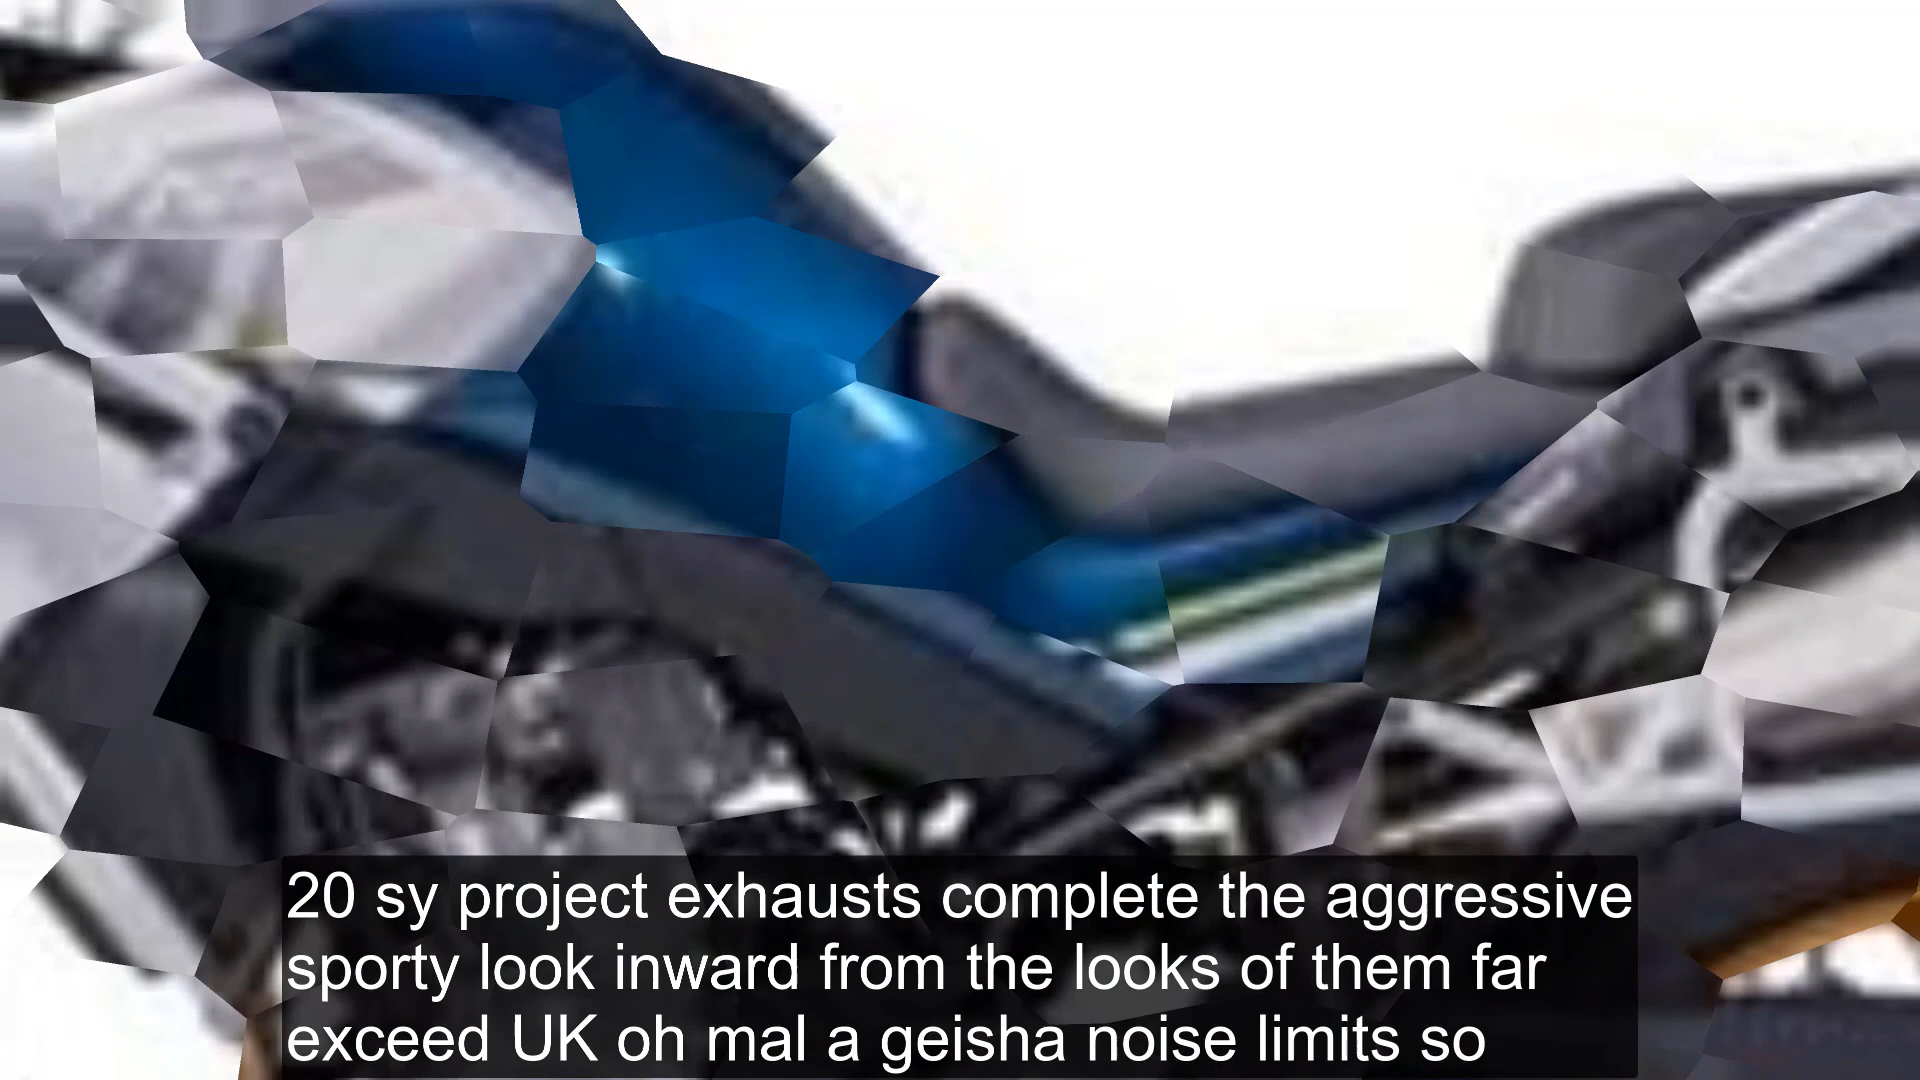 20 sy project exhausts complete the aggressive
sporty look inward from the looks of them far
exceed UK oh mal a geisha noise limits so